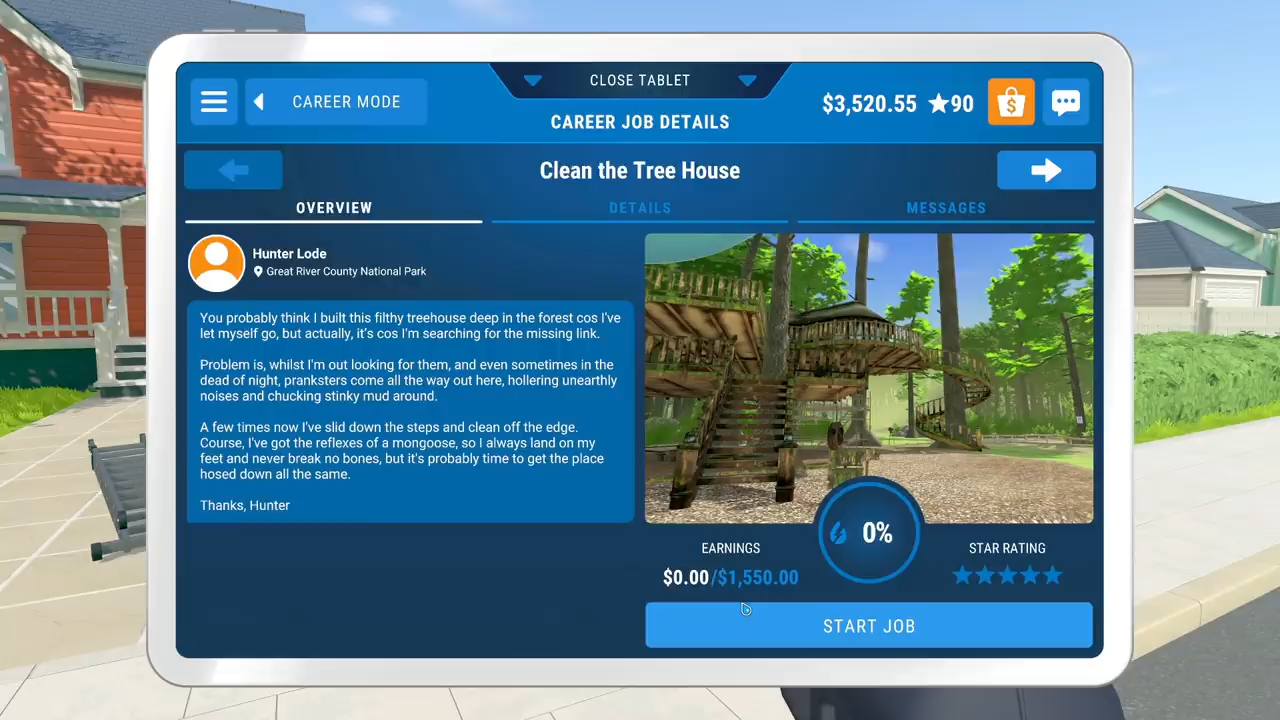 CLOSE TABLET
CAREER MODE
$3,520.55 ★90
CAREER JOB DETAILS
Clean the Tree House
OVERVIEW
DETAILS
MESSAGES
Hunter Lode
Great River County National Park
You probably think I built this filthy treehouse deep in the forest cos I've
let myself go, but actually, it's cos I'm searching for the missing link.
Problem is, whilst I'm out looking for them, and even sometimes in the
dead of night, pranksters come all the way out here, hollering unearthly
noises and chucking stinky mud around.
A few times now I've slid down the steps and clean off the edge.
Course, I've got the reflexes of a mongoose, so I always land on my
feet and never break no bones, but it's probably time to get the place
hosed down all the same.
Thanks, Hunter
0%
EARNINGS
$0.00/$1,550.00
STAR RATING
START JOB